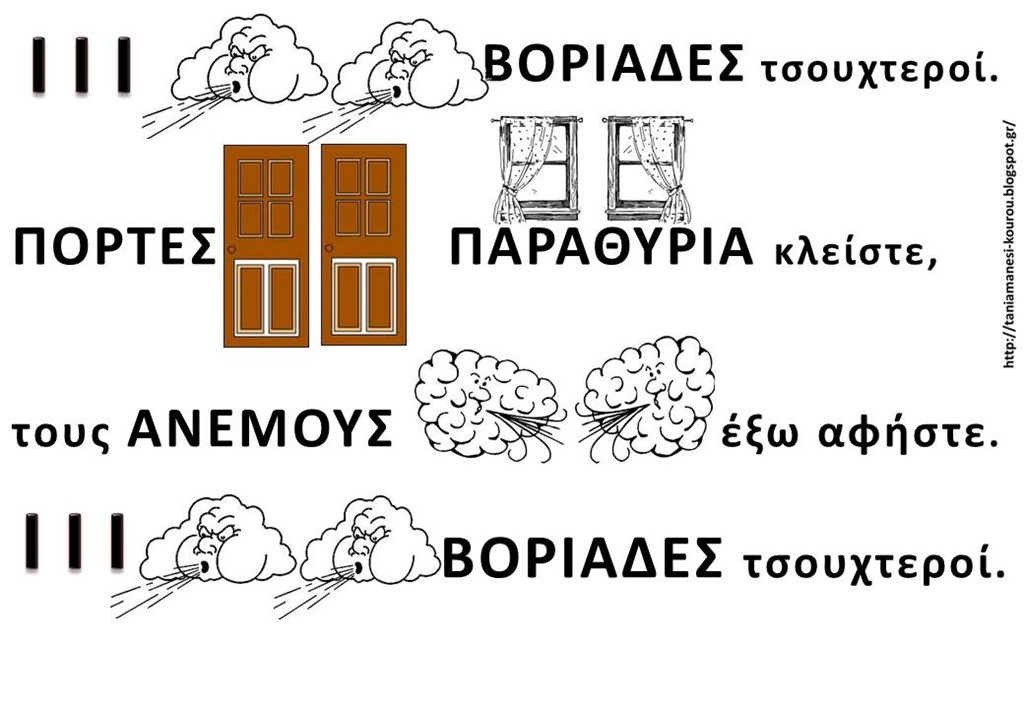 ΒΟΡΙΑΔΕΣ τσουχτεροί.
ΠΟΡΤΕΣ ΠΑΡΑΘΥΡΙΑ κλείστε,
τους ΑΝΕΜΟΥΣ έξω αφήστε.
ΒΟΡΙΑΔΕΣ τσουχτεροί.
http://taniamanesi-kourou.blogspot.gr/